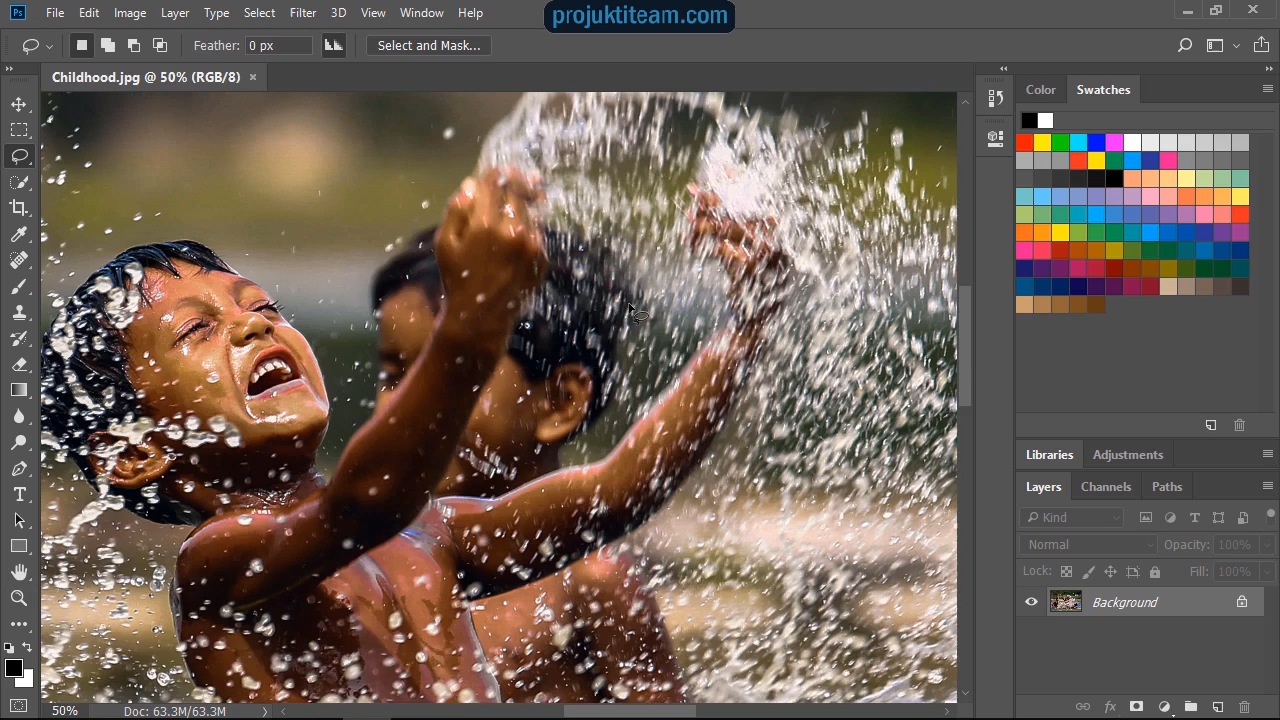 Ps File Edit Image Layer Type Select Filter 3D View Window Help
projuktiteam.com
Feather: 0 px Select and Mask...
Childhood.jpg @ 50% (RGB/8) ×
Color Swatches
Libraries Adjustments
Layers Channels Paths
Kind
Normal Opacity: 100%
Lock: Fill: 100%
Background
fx
50% Doc: 63.3M/63.3M